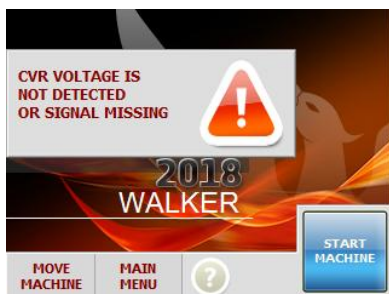 CVR VOLTAGE IS
NOT DETECTED
OR SIGNAL MISSING
!
2018
WALKER
START
MACHINE
MOVE
MACHINE
MAIN
MENU
?